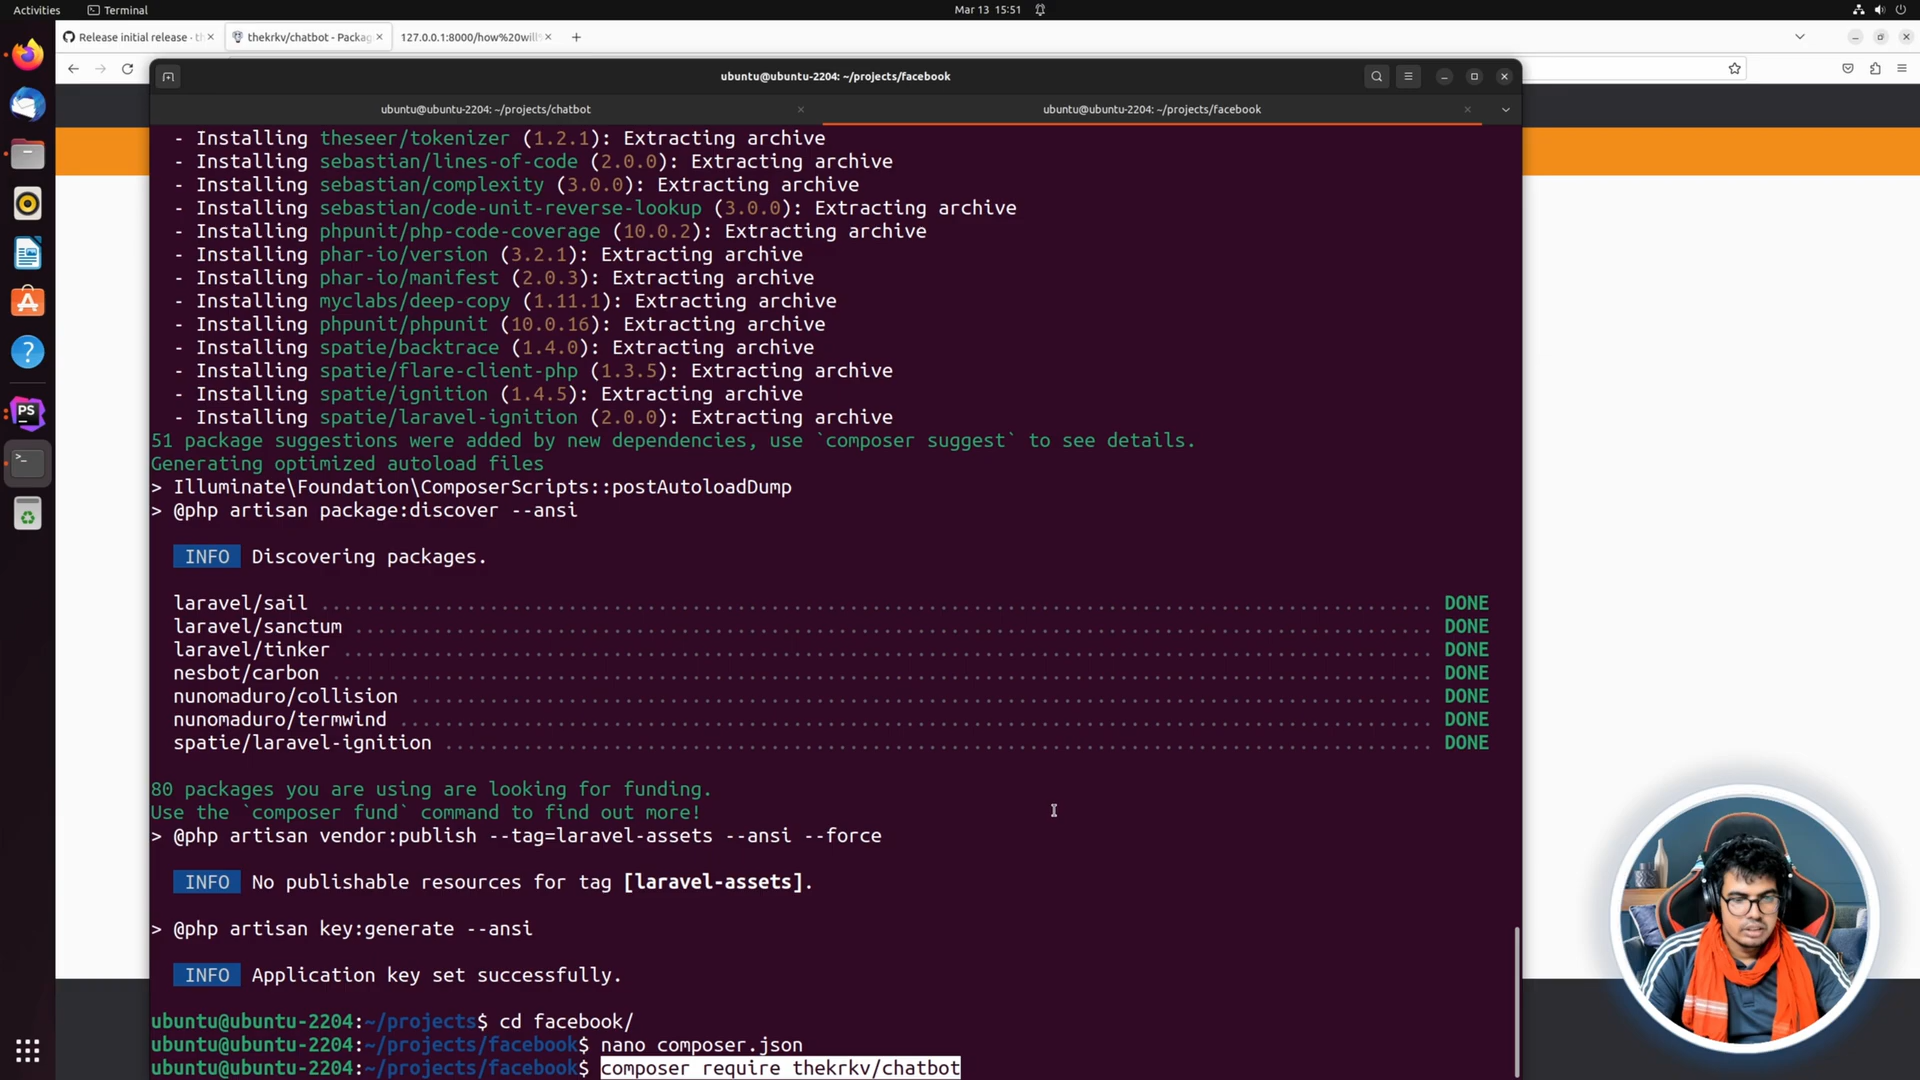 Activities
Terminal
Mar 13 15:51
Release initial release - th
thekrkv/chatbot - Packag
127.0.0.1:8000/how%20will
ubuntu@ubuntu-2204: ~/projects/facebook
ubuntu@ubuntu-2204: ~/projects/chatbot
ubuntu@ubuntu-2204: ~/projects/facebook
- Installing theseer/tokenizer (1.2.1): Extracting archive
- Installing sebastian/lines-of-code (2.0.0): Extracting archive
- Installing sebastian/complexity (3.0.0): Extracting archive
- Installing sebastian/code-unit-reverse-lookup (3.0.0): Extracting archive
- Installing phpunit/php-code-coverage (10.0.2): Extracting archive
- Installing phar-io/version (3.2.1): Extracting archive
- Installing phar-io/manifest (2.0.3): Extracting archive
- Installing myclabs/deep-copy (1.11.1): Extracting archive
- Installing phpunit/phpunit (10.0.16): Extracting archive
- Installing spatie/backtrace (1.4.0): Extracting archive
- Installing spatie/flare-client-php (1.3.5): Extracting archive
- Installing spatie/ignition (1.4.5): Extracting archive
- Installing spatie/laravel-ignition (2.0.0): Extracting archive
51 package suggestions were added by new dependencies, use `composer suggest` to see details.
Generating optimized autoload files
> Illuminate\Foundation\ComposerScripts::postAutoloadDump
> @php artisan package:discover --ansi
INFO Discovering packages.
laravel/sail DONE
laravel/sanctum DONE
laravel/tinker DONE
nesbot/carbon DONE
nunomaduro/collision DONE
nunomaduro/termwind DONE
spatie/laravel-ignition DONE
80 packages you are using are looking for funding.
Use the `composer fund` command to find out more!
> @php artisan vendor:publish --tag=laravel-assets --ansi --force
INFO No publishable resources for tag [laravel-assets].
> @php artisan key:generate --ansi
INFO Application key set successfully.
ubuntu@ubuntu-2204:~/projects$ cd facebook/
ubuntu@ubuntu-2204:~/projects/facebook$ nano composer.json
ubuntu@ubuntu-2204:~/projects/facebook$ composer require thekrkv/chatbot
PS